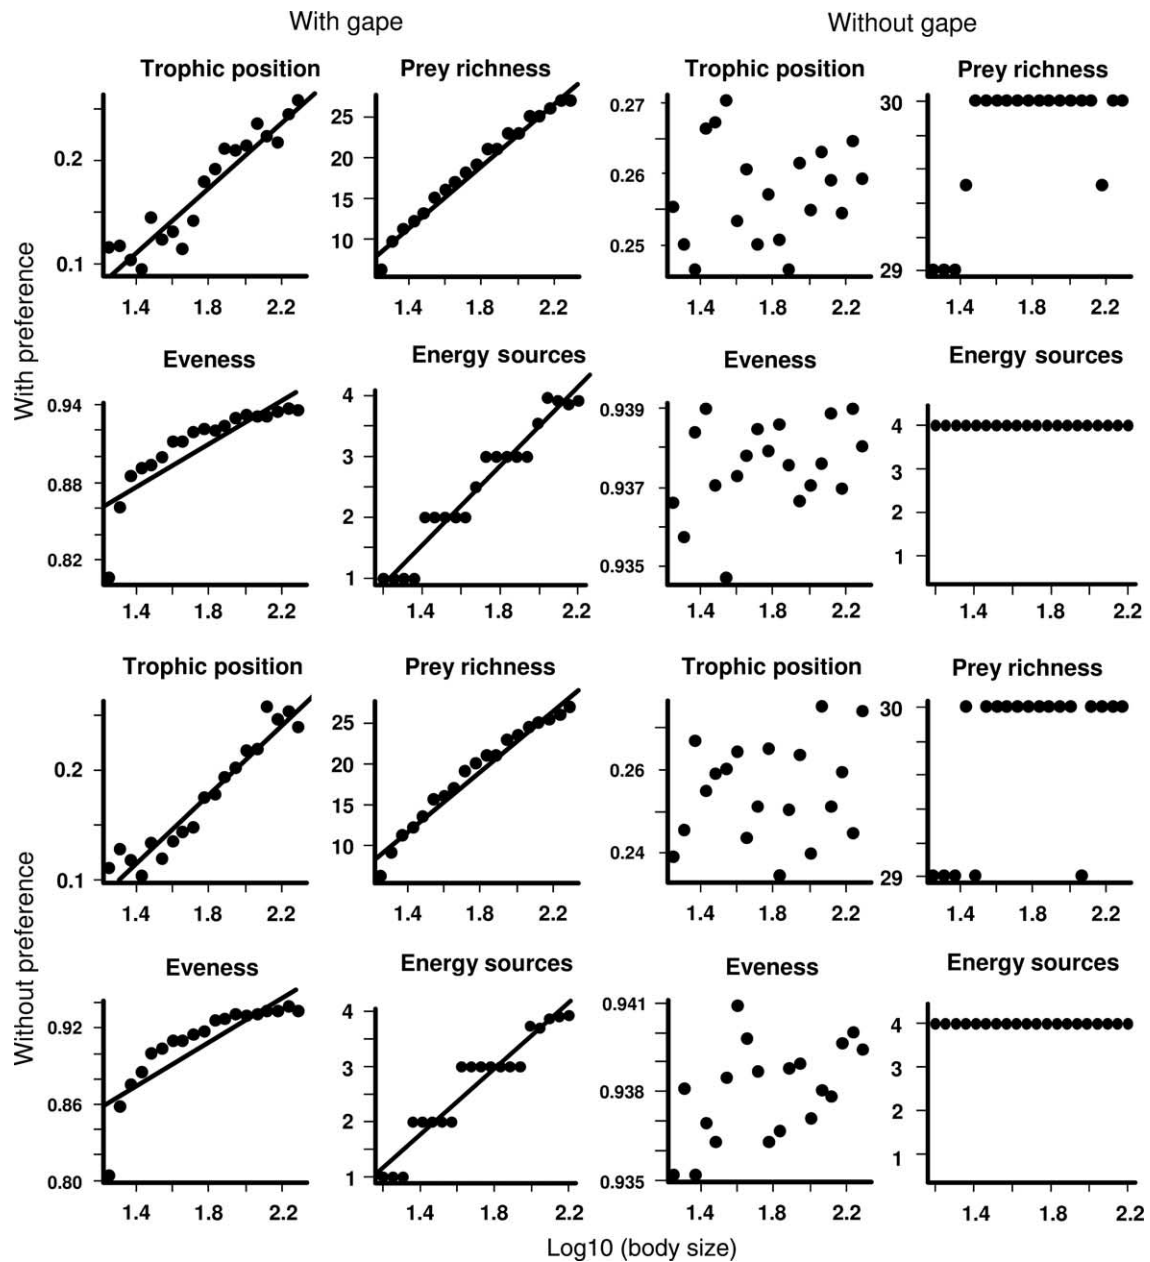 With gape
Without gape
With preference
Trophic position
0.2
0.1
1.4 1.8 2.2
Prey richness
25
20
15
10
1.4 1.8 2.2
Trophic position
0.27
0.26
0.25
1.4 1.8 2.2
Prey richness
30
29
1.4 1.8 2.2
Eveness
0.94
0.88
0.82
1.4 1.8 2.2
Energy sources
4
3
2
1
1.4 1.8 2.2
Eveness
0.939
0.937
0.935
1.4 1.8 2.2
Energy sources
4
3
2
1
1.4 1.8 2.2
Without preference
Trophic position
0.2
0.1
1.4 1.8 2.2
Prey richness
25
20
15
10
1.4 1.8 2.2
Trophic position
0.26
0.24
1.4 1.8 2.2
Prey richness
30
29
1.4 1.8 2.2
Eveness
0.92
0.86
0.80
1.4 1.8 2.2
Energy sources
4
3
2
1
1.4 1.8 2.2
Eveness
0.941
0.938
0.935
1.4 1.8 2.2
Energy sources
4
3
2
1
1.4 1.8 2.2
Log10 (body size)